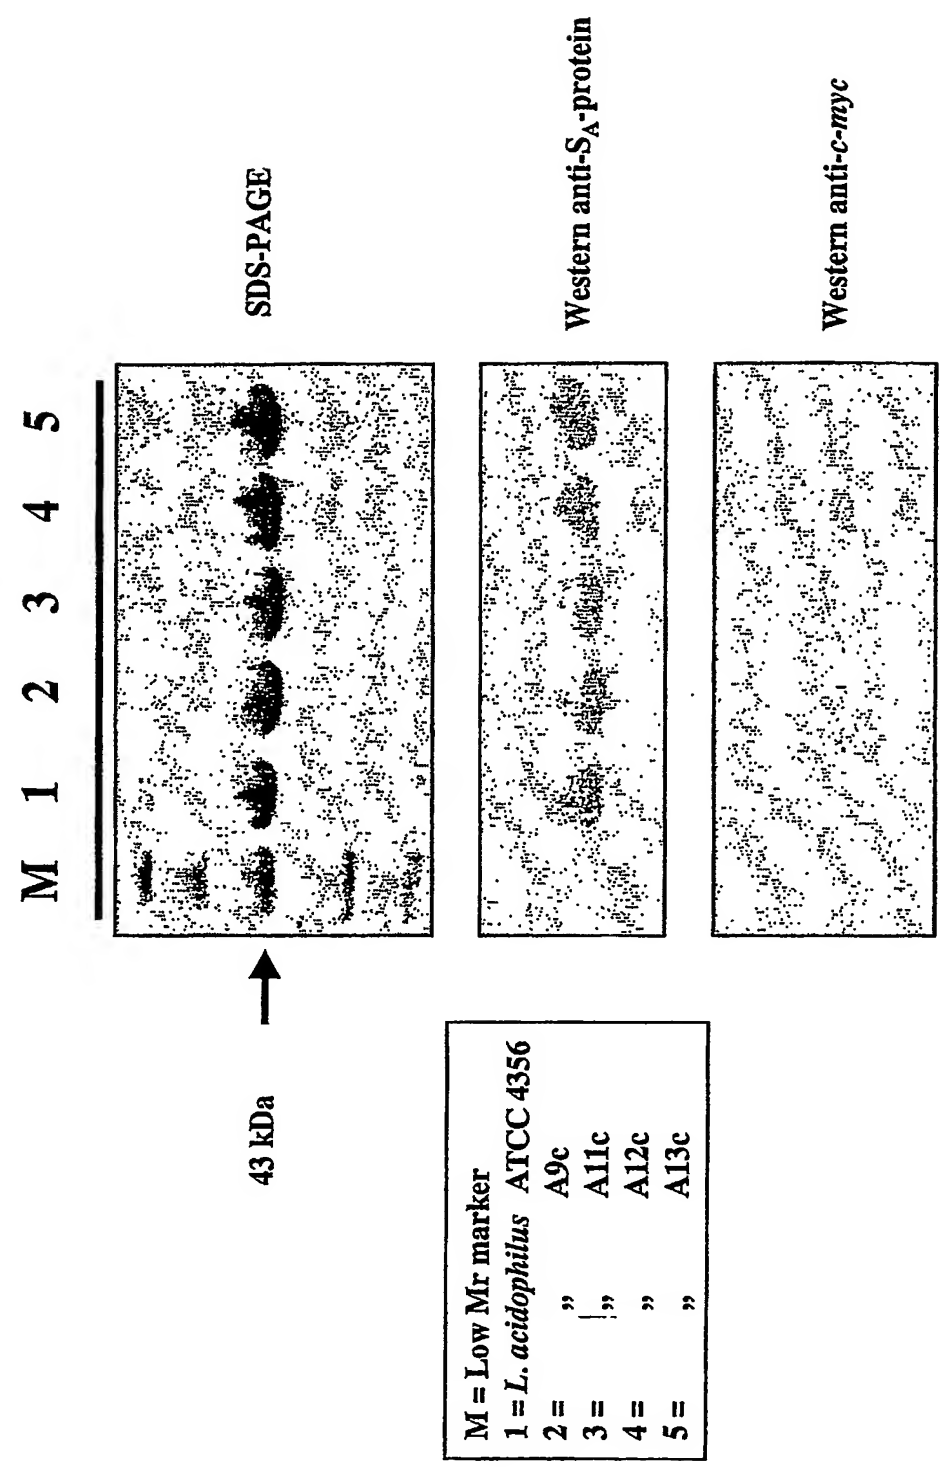 M 1 2 3 4 5
43 kDa
SDS-PAGE
Western anti-S_A-protein
Western anti-c-myc
M = Low Mr marker
1 = L. acidophilus ATCC 4356
2 = ,, A9c
3 = ,, A11c
4 = ,, A12c
5 = ,, A13c